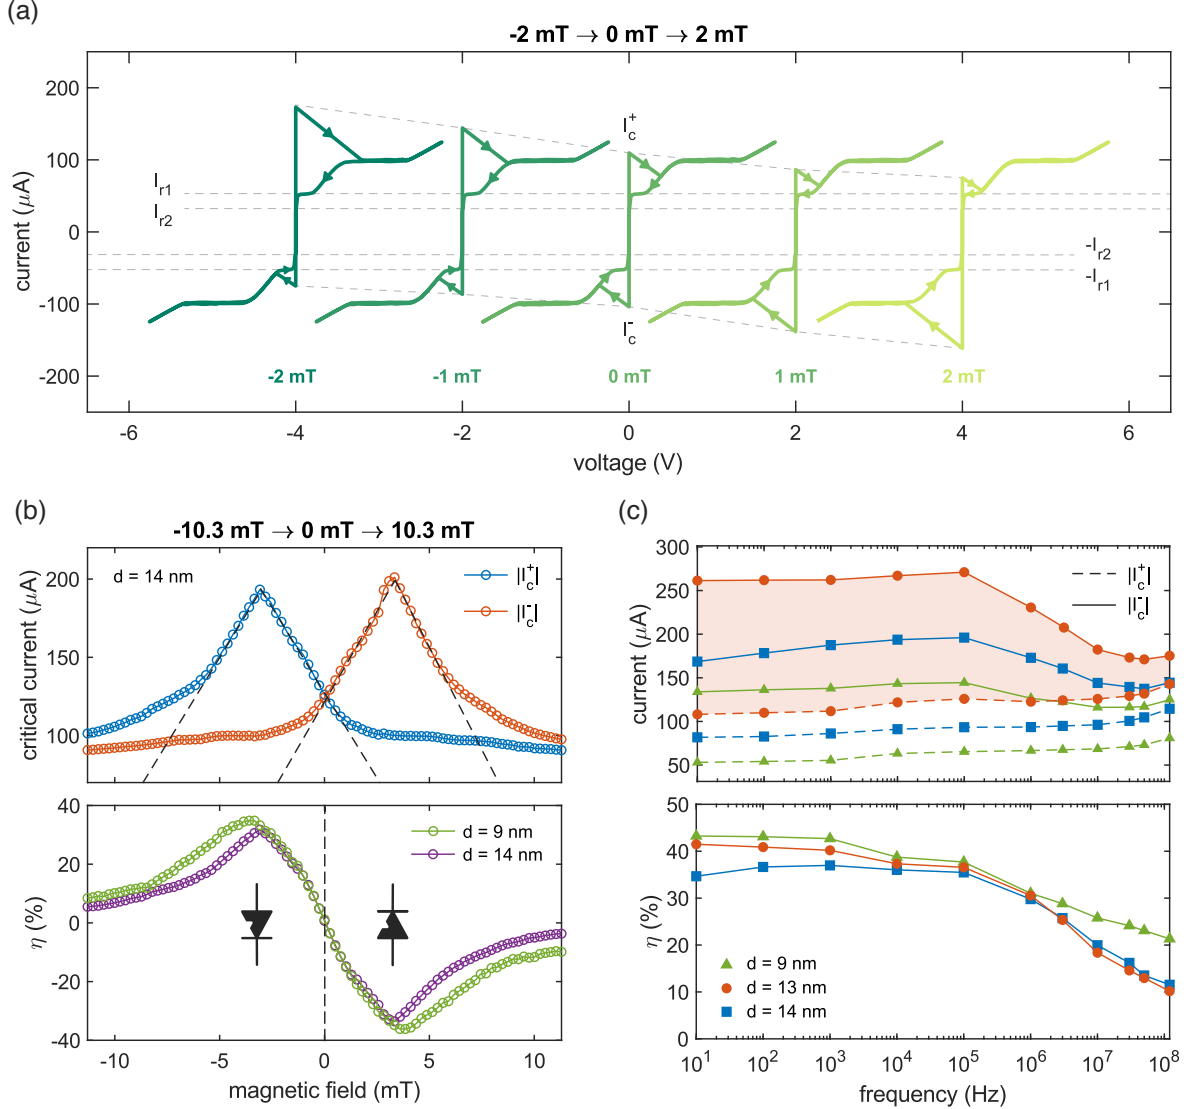 (a)
-2 mT → 0 mT → 2 mT
current (μA)
200
100
0
-100
-200
I_r1
I_r2
I_c^+
I_c^-
-I_r2
-I_r1
-2 mT
-1 mT
0 mT
1 mT
2 mT
-6
-4
-2
0
2
4
6
voltage (V)
(b)
-10.3 mT → 0 mT → 10.3 mT
critical current (μA)
200
150
100
d = 14 nm
|I_c^+|
|I_c^-|
η (%)
40
20
0
-20
-40
d = 9 nm
d = 14 nm
-10
-5
0
5
10
magnetic field (mT)
(c)
current (μA)
300
250
200
150
100
50
|I_c^+|
|I_c^-|
η (%)
50
40
30
20
10
0
d = 9 nm
d = 13 nm
d = 14 nm
10^1
10^2
10^3
10^4
10^5
10^6
10^7
10^8
frequency (Hz)